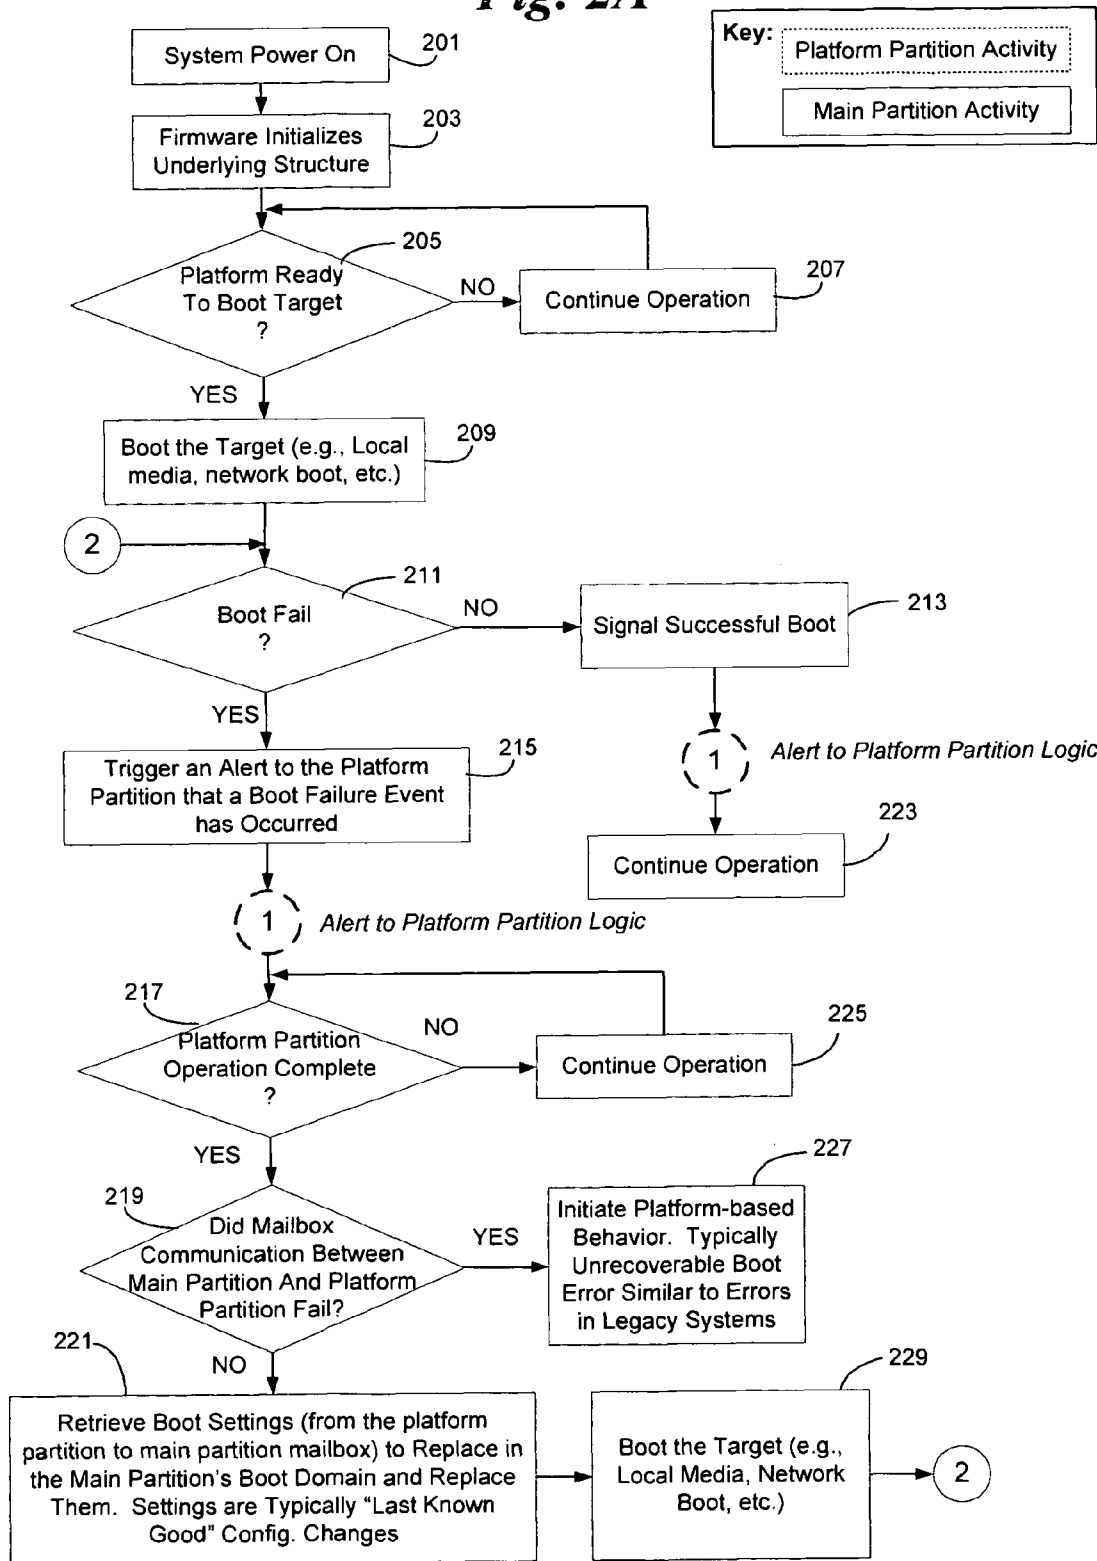 Fig. 2A
Key:
Platform Partition Activity
Main Partition Activity
System Power On
201
Firmware Initializes
Underlying Structure
203
Platform Ready
To Boot Target
?
205
NO
Continue Operation
207
YES
Boot the Target (e.g., Local
media, network boot, etc.)
209
2
Boot Fail
?
211
NO
Signal Successful Boot
213
1
Alert to Platform Partition Logic
Continue Operation
223
YES
Trigger an Alert to the Platform
Partition that a Boot Failure Event
has Occurred
215
1
Alert to Platform Partition Logic
217
Platform Partition
Operation Complete
?
NO
Continue Operation
225
YES
219
Did Mailbox
Communication Between
Main Partition And Platform
Partition Fail?
YES
227
Initiate Platform-based
Behavior. Typically
Unrecoverable Boot
Error Similar to Errors
in Legacy Systems
NO
221
Retrieve Boot Settings (from the platform
partition to main partition mailbox) to Replace in
the Main Partition's Boot Domain and Replace
Them. Settings are Typically “Last Known
Good” Config. Changes
229
Boot the Target (e.g.,
Local Media, Network
Boot, etc.)
2